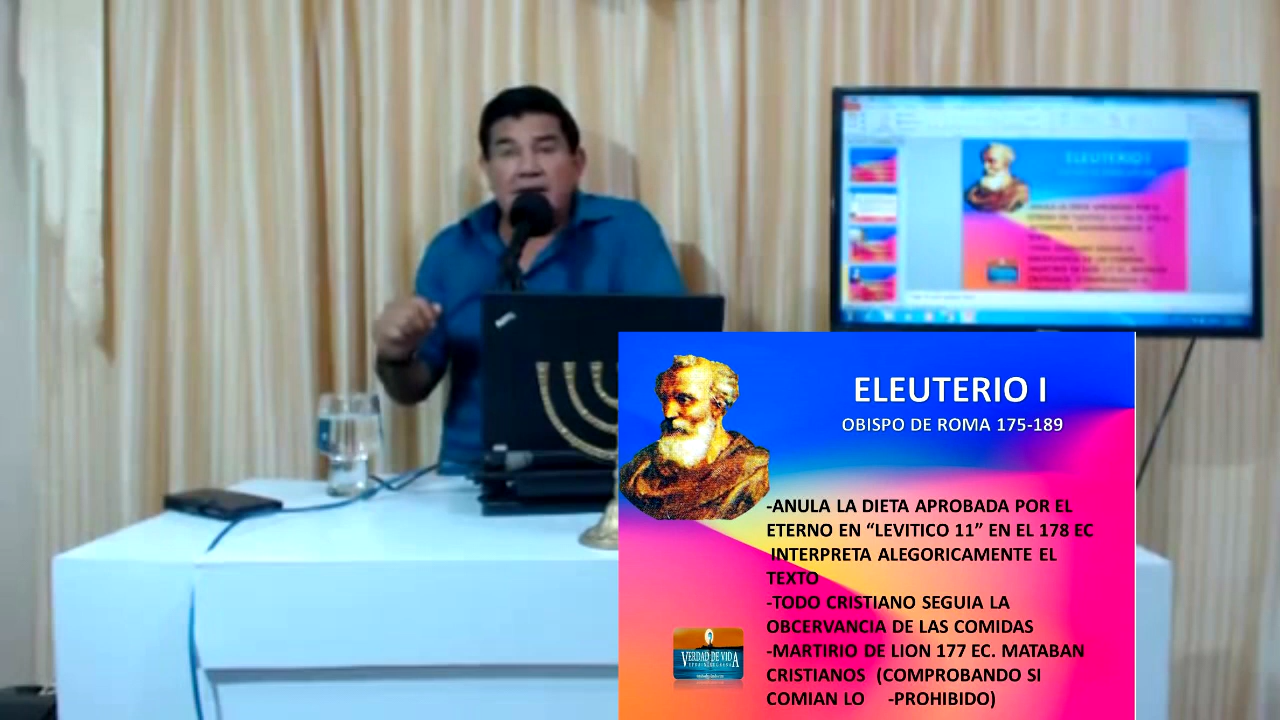 ELEUTERIO I
ELEUTERIO I
OBISPO DE ROMA 175-189
-ANULA LA DIETA APROBADA POR EL
ETERNO EN “LEVITICO 11” EN EL 178 EC
INTERPRETA ALEGORICAMENTE EL
TEXTO
-TODO CRISTIANO SEGUIA LA
OBCERVANCIA DE LAS COMIDAS
-MARTIRIO DE LION 177 EC. MATABAN
CRISTIANOS (COMPROBANDO SI
COMIAN LO -PROHIBIDO)
VERDAD DE VIDA